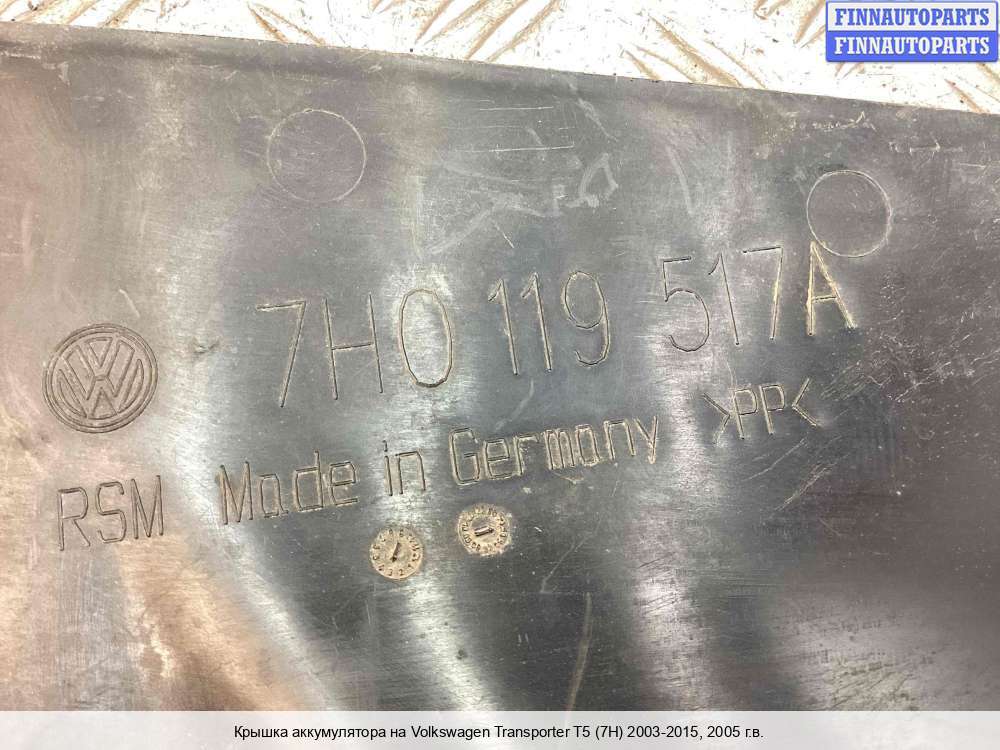 FINNAUTOPARTS
FINNAUTOPARTS
7H0 119 517A
>PP<
RSM Made in Germany
Крышка аккумулятора на Volkswagen Transporter T5 (7H) 2003-2015, 2005 г.в.